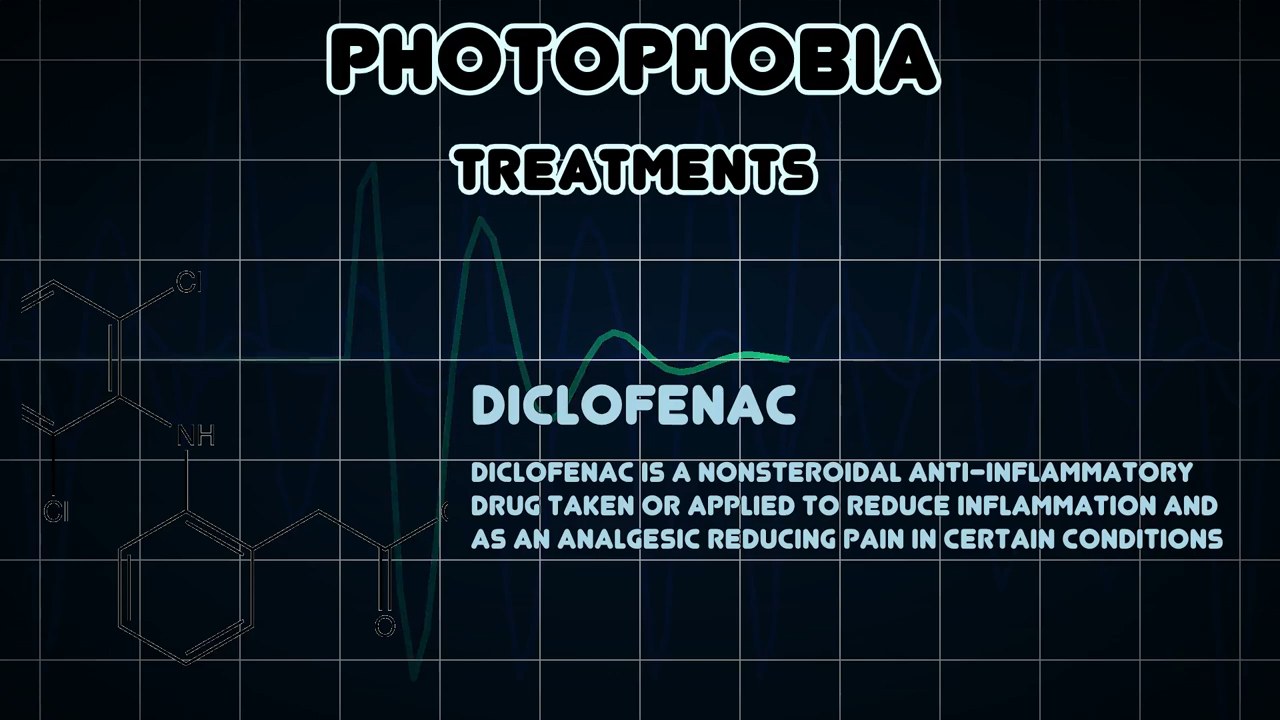 PHOTOPHOBIA
TREATMENTS
Cl
NH
Cl
O
DICLOFENAC
DICLOFENAC IS A NONSTEROIDAL ANTI-INFLAMMATORY
DRUG TAKEN OR APPLIED TO REDUCE INFLAMMATION AND
AS AN ANALGESIC REDUCING PAIN IN CERTAIN CONDITIONS